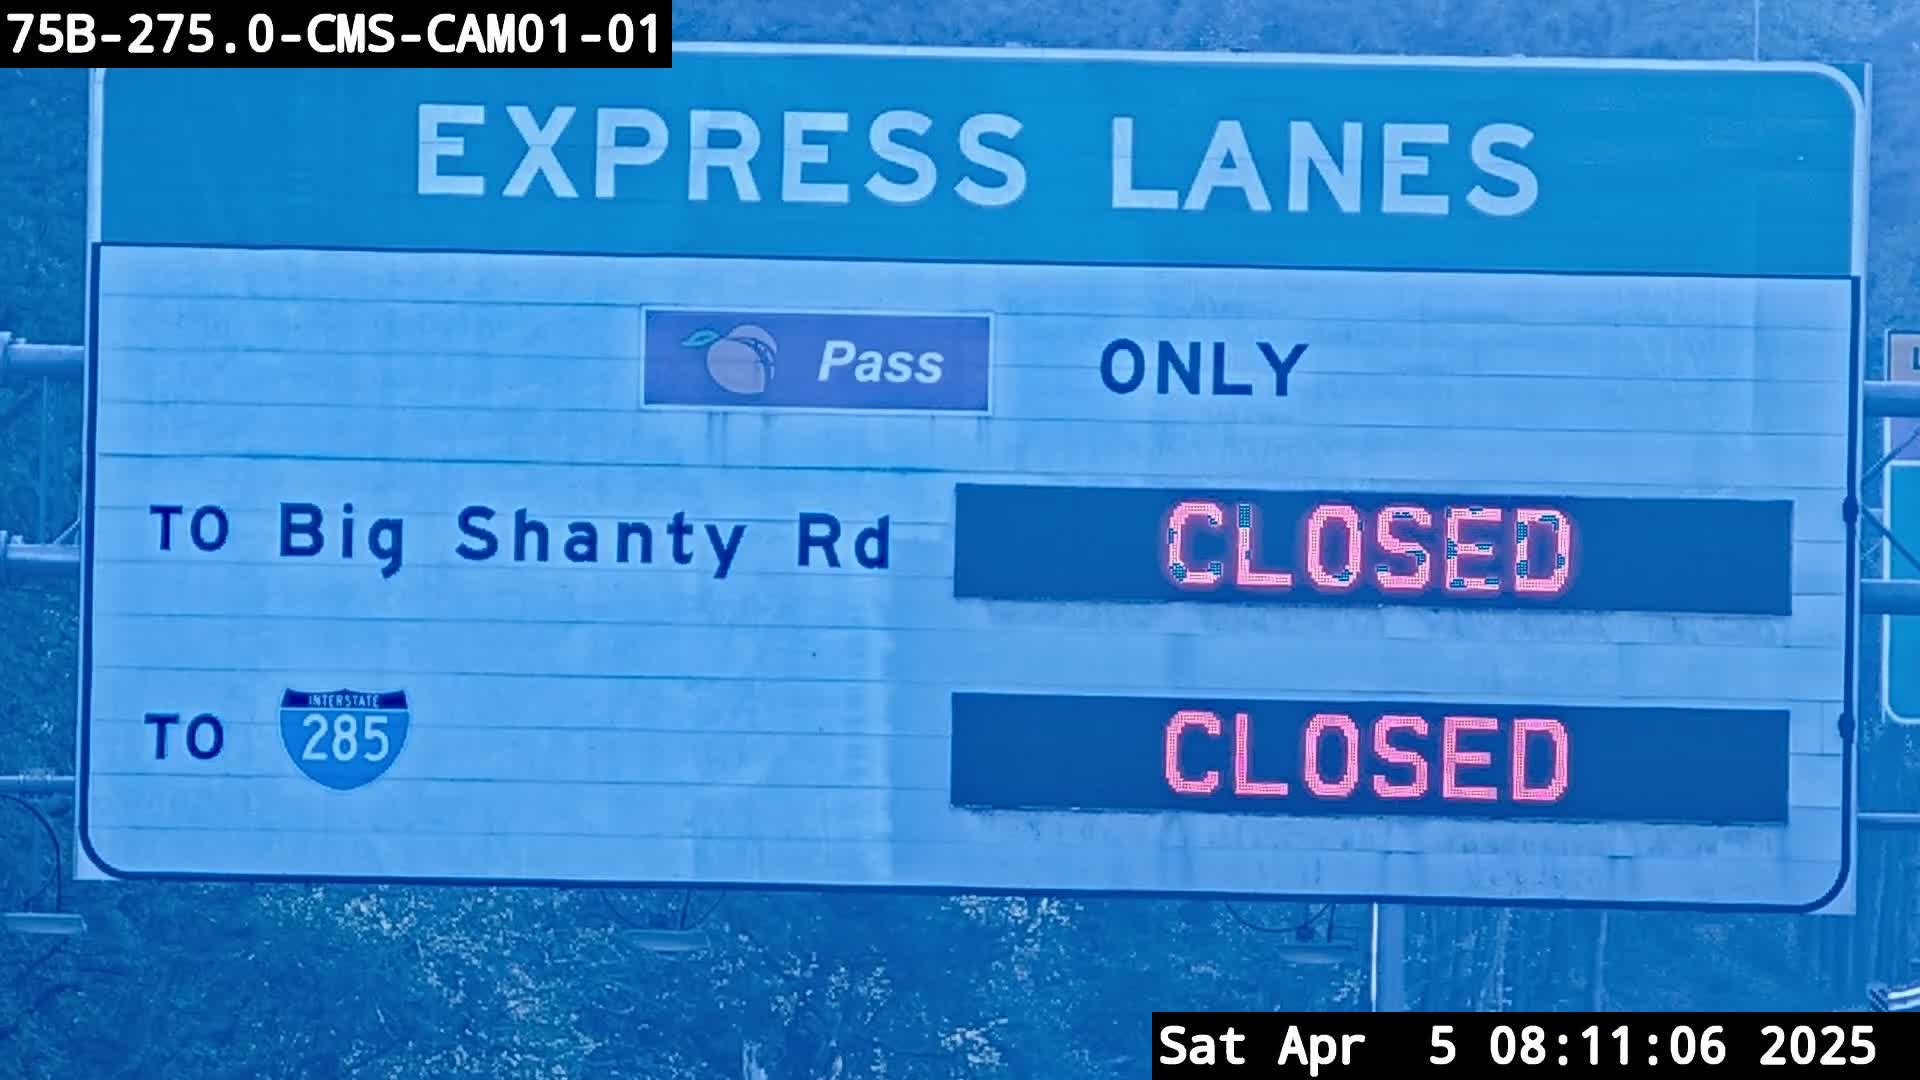 75B-275.0-CMS-CAM01-01
EXPRESS LANES
Pass ONLY
TO Big Shanty Rd CLOSED
TO INTERSTATE 285 CLOSED
Sat Apr 5 08:11:06 2025